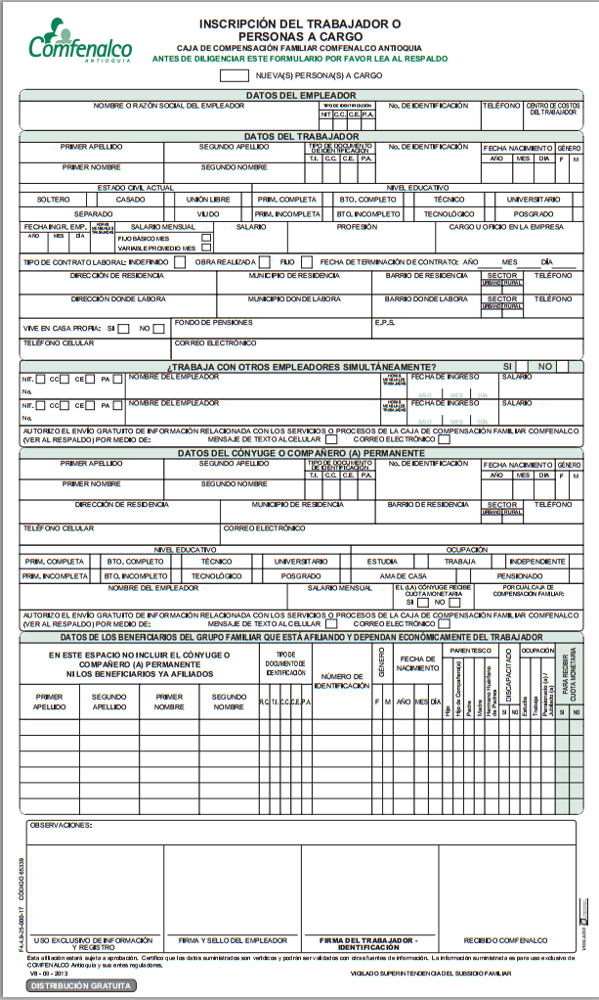 Comfenalco
ANTIOQUIA
INSCRIPCIÓN DEL TRABAJADOR O
PERSONAS A CARGO
CAJA DE COMPENSACIÓN FAMILIAR COMFENALCO ANTIOQUIA
ANTES DE DILIGENCIAR ESTE FORMULARIO POR FAVOR LEA AL RESPALDO
NUEVA(S) PERSONA(S) A CARGO
DATOS DEL EMPLEADOR
NOMBRE O RAZÓN SOCIAL DEL EMPLEADOR TIPO DE IDENTIFICACIÓN No. DE IDENTIFICACIÓN TELÉFONO CENTRO DE COSTOS DEL TRABAJADOR
NIT C.C. C.E. P.A.
DATOS DEL TRABAJADOR
PRIMER APELLIDO SEGUNDO APELLIDO TIPO DE DOCUMENTO DE IDENTIFICACIÓN No. DE IDENTIFICACIÓN FECHA NACIMIENTO GÉNERO
T.I. C.C. C.E. P.A. AÑO MES DIA F M
PRIMER NOMBRE SEGUNDO NOMBRE
ESTADO CIVIL ACTUAL NIVEL EDUCATIVO
SOLTERO CASADO UNIÓN LIBRE PRIM. COMPLETA BTO. COMPLETO TÉCNICO UNIVERSITARIO
SEPARADO VIUDO PRIM. INCOMPLETA BTO. INCOMPLETO TECNOLÓGICO POSGRADO
FECHA INGR. EMP. HORAS MENSUALES TRABAJADAS SALARIO MENSUAL SALARIO PROFESIÓN CARGO U OFICIO EN LA EMPRESA
AÑO MES DÍA FIJO BÁSICO MES
VARIABLE PROMEDIO MES
TIPO DE CONTRATO LABORAL: INDEFINIDO OBRA REALIZADA FIJO FECHA DE TERMINACIÓN DE CONTRATO: AÑO MES DÍA
DIRECCIÓN DE RESIDENCIA MUNICIPIO DE RESIDENCIA BARRIO DE RESIDENCIA SECTOR TELÉFONO
URBANO RURAL
DIRECCIÓN DONDE LABORA MUNICIPIO DONDE LABORA BARRIO DONDE LABORA SECTOR TELÉFONO
URBANO RURAL
VIVE EN CASA PROPIA: SI NO FONDO DE PENSIONES E.P.S.
TELÉFONO CELULAR CORREO ELECTRÓNICO
¿TRABAJA CON OTROS EMPLEADORES SIMULTÁNEAMENTE? SI NO
NIT. CC CE PA NOMBRE DEL EMPLEADOR HORAS MENSUALES TRABAJADAS FECHA DE INGRESO SALARIO
No. AÑO MES DÍA
NIT. CC CE PA NOMBRE DEL EMPLEADOR HORAS MENSUALES TRABAJADAS FECHA DE INGRESO SALARIO
No. AÑO MES DÍA
AUTORIZO EL ENVÍO GRATUITO DE INFORMACIÓN RELACIONADA CON LOS SERVICIOS O PROCESOS DE LA CAJA DE COMPENSACIÓN FAMILIAR COMFENALCO
(VER AL RESPALDO) POR MEDIO DE: MENSAJE DE TEXTO AL CELULAR CORREO ELECTRÓNICO
DATOS DEL CÓNYUGE O COMPAÑERO (A) PERMANENTE
PRIMER APELLIDO SEGUNDO APELLIDO TIPO DE DOCUMENTO DE IDENTIFICACIÓN No. DE IDENTIFICACIÓN FECHA NACIMIENTO GÉNERO
T.I. C.C. C.E. P.A. AÑO MES DIA F M
PRIMER NOMBRE SEGUNDO NOMBRE
DIRECCIÓN DE RESIDENCIA MUNICIPIO DE RESIDENCIA BARRIO DE RESIDENCIA SECTOR TELÉFONO
URBANO RURAL
TELÉFONO CELULAR CORREO ELECTRÓNICO
NIVEL EDUCATIVO OCUPACIÓN
PRIM. COMPLETA BTO. COMPLETO TÉCNICO UNIVERSITARIO ESTUDIA TRABAJA INDEPENDIENTE
PRIM. INCOMPLETA BTO. INCOMPLETO TECNOLÓGICO POSGRADO AMA DE CASA PENSIONADO
NOMBRE DEL EMPLEADOR SALARIO MENSUAL EL (LA) CÓNYUGE RECIBE CUOTA MONETARIA POR CUÁL CAJA DE COMPENSACIÓN FAMILIAR:
SI NO
AUTORIZO EL ENVÍO GRATUITO DE INFORMACIÓN RELACIONADA CON LOS SERVICIOS O PROCESOS DE LA CAJA DE COMPENSACIÓN FAMILIAR COMFENALCO
(VER AL RESPALDO) POR MEDIO DE: MENSAJE DE TEXTO AL CELULAR CORREO ELECTRÓNICO
DATOS DE LOS BENEFICIARIOS DEL GRUPO FAMILIAR QUE ESTÁ AFILIANDO Y DEPENDAN ECONÓMICAMENTE DEL TRABAJADOR
EN ESTE ESPACIO NO INCLUIR EL CÓNYUGE O
COMPAÑERO (A) PERMANENTE
NI LOS BENEFICIARIOS YA AFILIADOS
PRIMER APELLIDO SEGUNDO APELLIDO PRIMER NOMBRE SEGUNDO NOMBRE
TIPO DE DOCUMENTO DE IDENTIFICACIÓN
R.C. T.I. C.C. C.E. P.A.
NÚMERO DE IDENTIFICACIÓN
GÉNERO
F M
FECHA DE NACIMIENTO
AÑO MES DÍA
PARENTESCO
Hijo
Hijo de Compañero(a)
Padre
Madre
Hermano Huérfano de Padres
DISCAPACITADO
SI NO
OCUPACIÓN
Estudia
Trabaja
Pensionado (a) / Jubilado (a)
PARA RECIBIR CUOTA MONETARIA
SI NO
OBSERVACIONES:
USO EXCLUSIVO DE INFORMACIÓN Y REGISTRO
FIRMA Y SELLO DEL EMPLEADOR
FIRMA DEL TRABAJADOR - IDENTIFICACIÓN
RECIBIDO COMFENALCO
F4.4.9-25-000-17 CÓDIGO 65339
VIGILADO
Esta afiliación estará sujeta a aprobación. Certifico que los datos suministrados son verídicos y podrán ser validados con otras fuentes de información. La información suministrada es para uso exclusivo de
COMFENALCO Antioquia y sus entes reguladores.
V8 - 09 - 2013 VIGILADO SUPERINTENDENCIA DEL SUBSIDIO FAMILIAR
DISTRIBUCIÓN GRATUITA